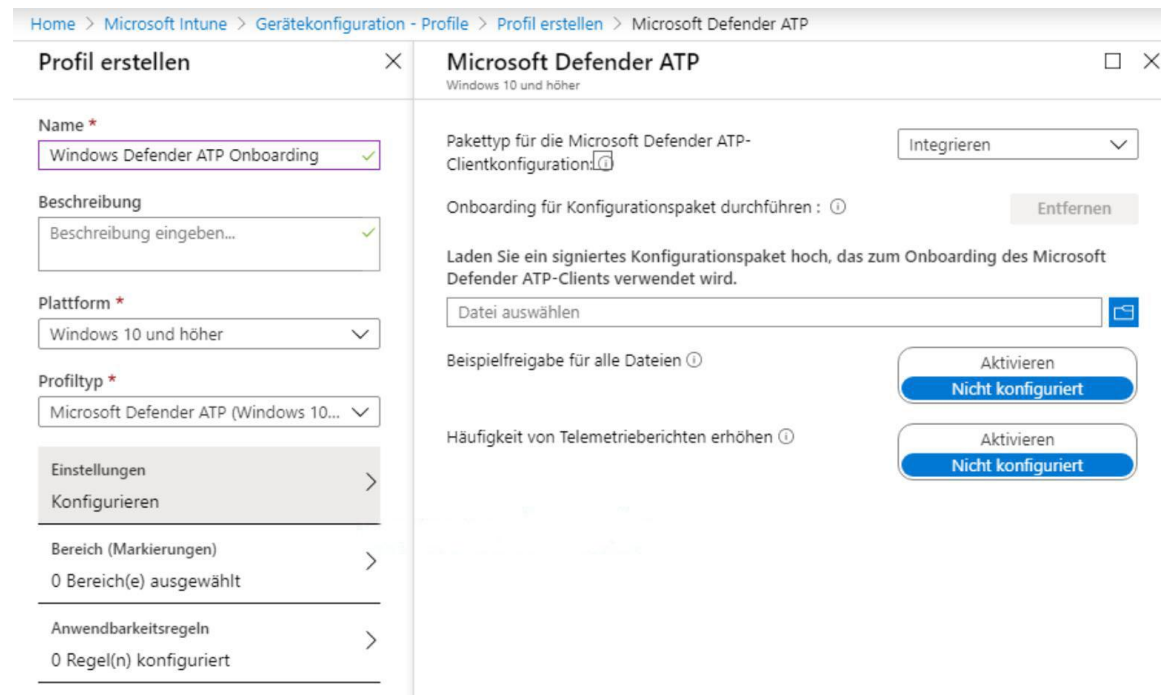 Home > Microsoft Intune > Gerätekonfiguration - Profile > Profil erstellen > Microsoft Defender ATP
Profil erstellen
Name *
Windows Defender ATP Onboarding
Beschreibung
Beschreibung eingeben...
Plattform *
Windows 10 und höher
Profiltyp *
Microsoft Defender ATP (Windows 10...
Einstellungen
Konfigurieren
Bereich (Markierungen)
0 Bereich(e) ausgewählt
Anwendbarkeitsregeln
0 Regel(n) konfiguriert
Microsoft Defender ATP
Windows 10 und höher
Pakettyp für die Microsoft Defender ATP-
Clientkonfiguration:
Integrieren
Onboarding für Konfigurationspaket durchführen :
Entfernen
Laden Sie ein signiertes Konfigurationspaket hoch, das zum Onboarding des Microsoft
Defender ATP-Clients verwendet wird.
Datei auswählen
Beispielfreigabe für alle Dateien
Aktivieren
Nicht konfiguriert
Häufigkeit von Telemetrieberichten erhöhen
Aktivieren
Nicht konfiguriert